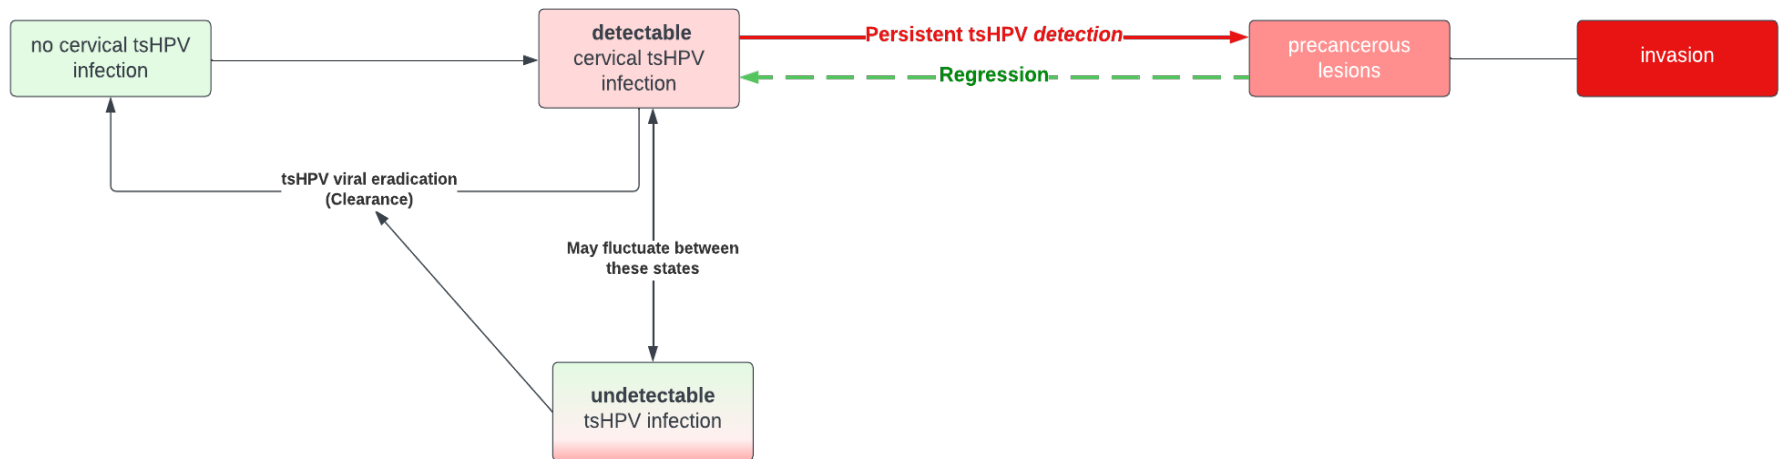 no cervical tsHPV
infection
detectable
cervical tsHPV
infection
Persistent tsHPV detection
Regression
precancerous
lesions
invasion
tsHPV viral eradication
(Clearance)
May fluctuate between
these states
undetectable
tsHPV infection